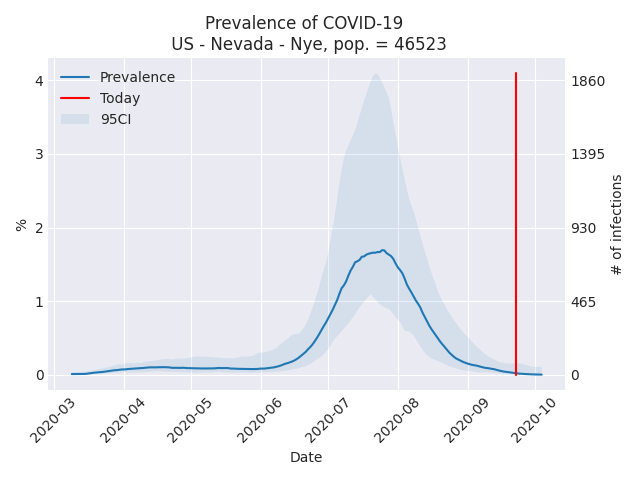 Prevalence of COVID-19
US - Nevada - Nye, pop. = 46523
Prevalence
Today
95CI
4
3
2
1
0
%
1860
1395
930
465
0
# of infections
2020-03
2020-04
2020-05
2020-06
2020-07
2020-08
2020-09
2020-10
Date